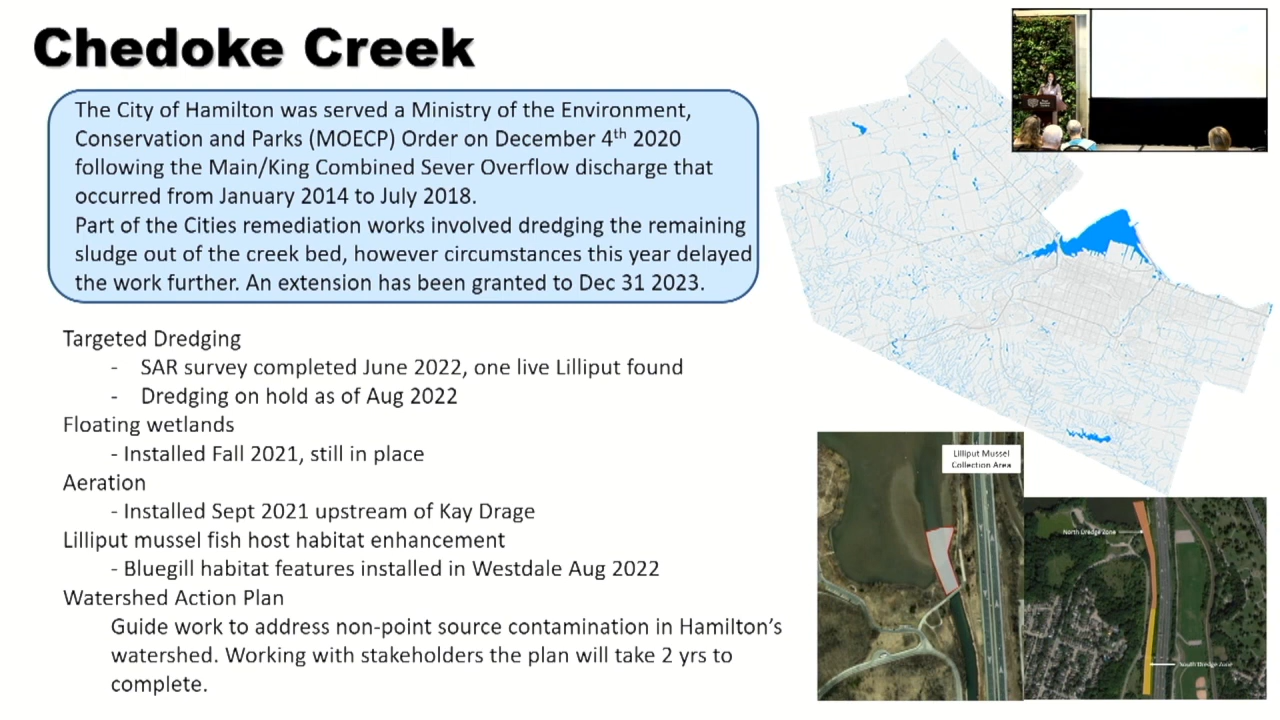 Chedoke Creek
The City of Hamilton was served a Ministry of the Environment,
Conservation and Parks (MOECP) Order on December 4th 2020
following the Main/King Combined Sever Overflow discharge that
occurred from January 2014 to July 2018.
Part of the Cities remediation works involved dredging the remaining
sludge out of the creek bed, however circumstances this year delayed
the work further. An extension has been granted to Dec 31 2023.
Targeted Dredging
- SAR survey completed June 2022, one live Lilliput found
- Dredging on hold as of Aug 2022
Floating wetlands
- Installed Fall 2021, still in place
Aeration
- Installed Sept 2021 upstream of Kay Drage
Lilliput mussel fish host habitat enhancement
- Bluegill habitat features installed in Westdale Aug 2022
Watershed Action Plan
Guide work to address non-point source contamination in Hamilton's
watershed. Working with stakeholders the plan will take 2 yrs to
complete.
Lilliput Mussel
Collection Area
North Dredge Zone
South Dredge Zone